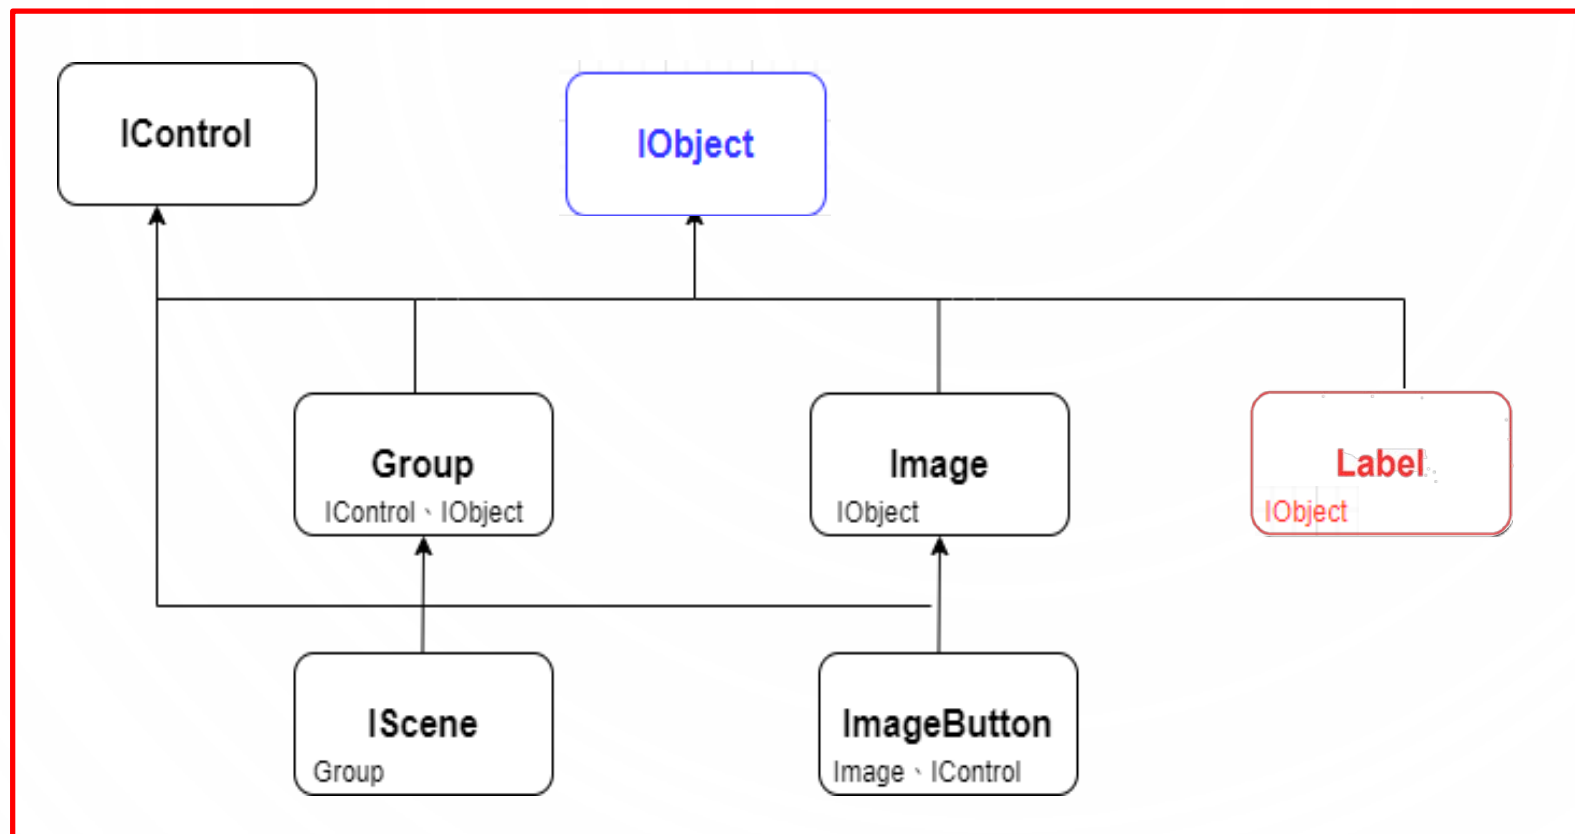 IControl
IObject
Group
IControl、IObject
Image
IObject
Label
IObject
IScene
Group
ImageButton
Image、IControl